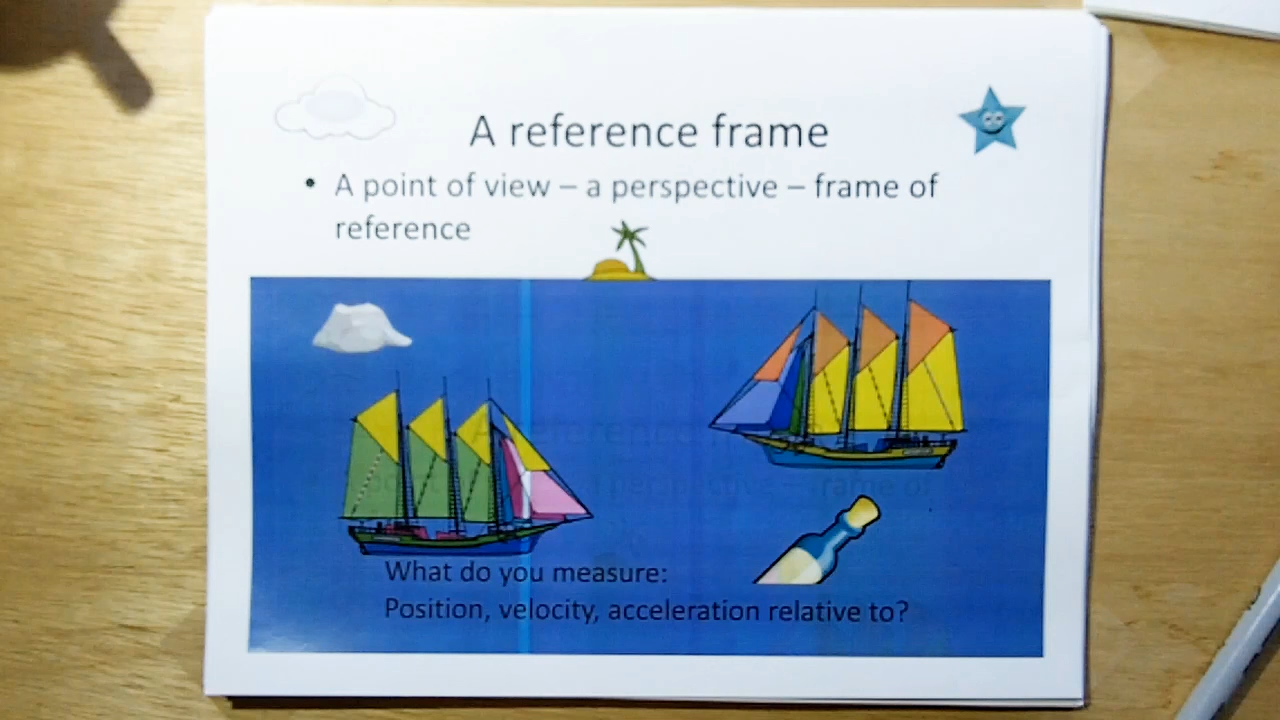 A reference frame
• A point of view – a perspective – frame of
reference
What do you measure:
Position, velocity, acceleration relative to?